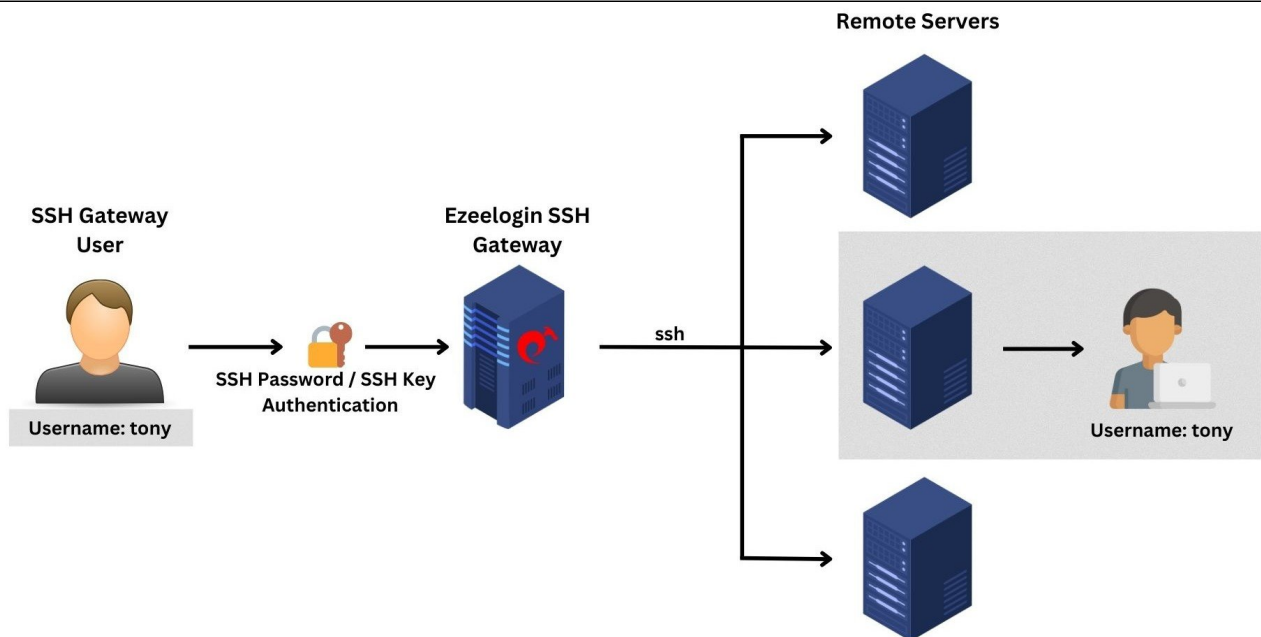 Remote Servers
SSH Gateway
User
Ezeelogin SSH
Gateway
ssh
SSH Password / SSH Key
Authentication
Username: tony
Username: tony